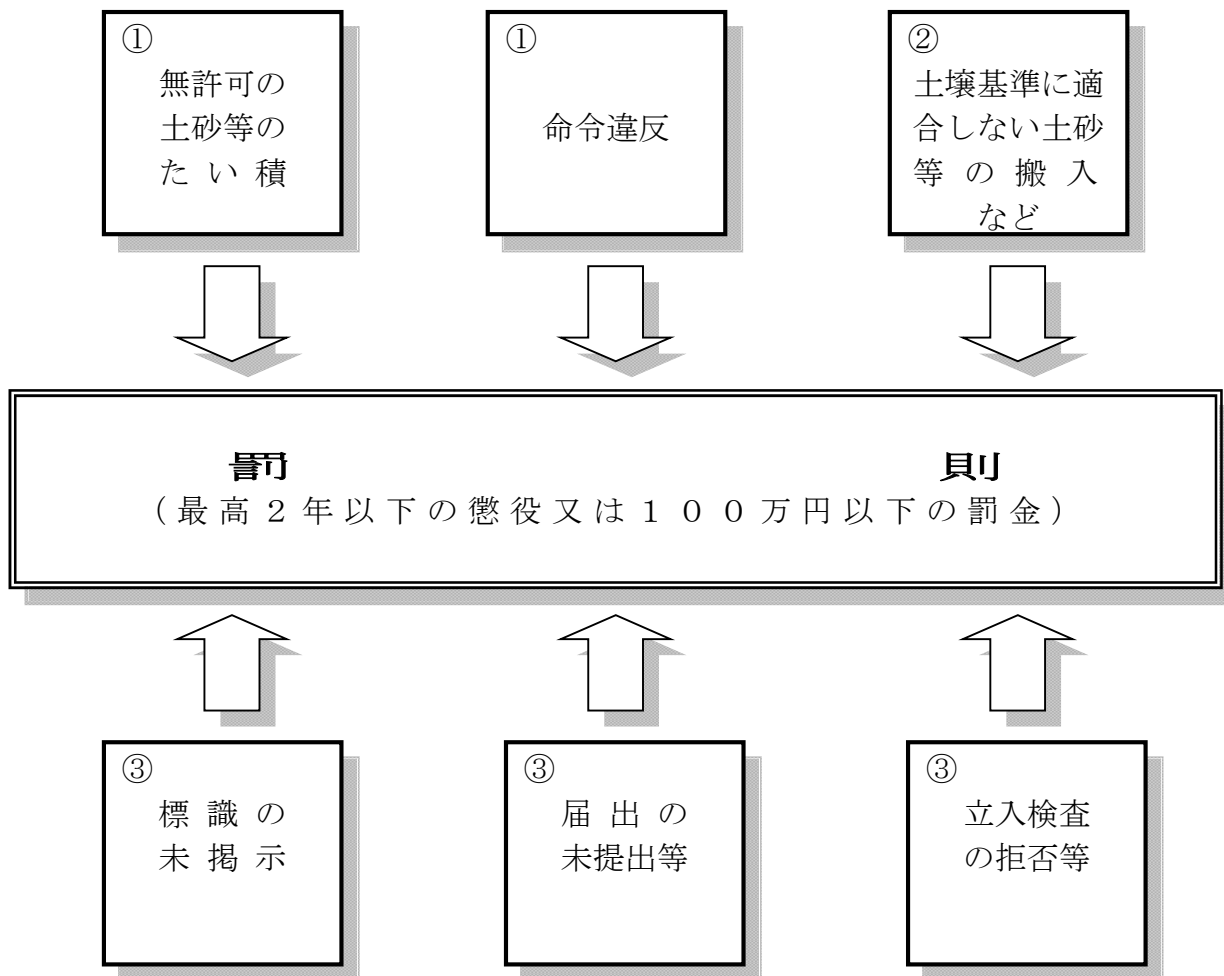 ①
無許可の
土砂等の
たい積
①
命令違反
②
土壌基準に適
合しない土砂
等の搬入
など
罰 則
(最高2年以下の懲役又は100万円以下の罰金)
③
標識の
未掲示
③
届出の
未提出等
③
立入検査
の拒否等